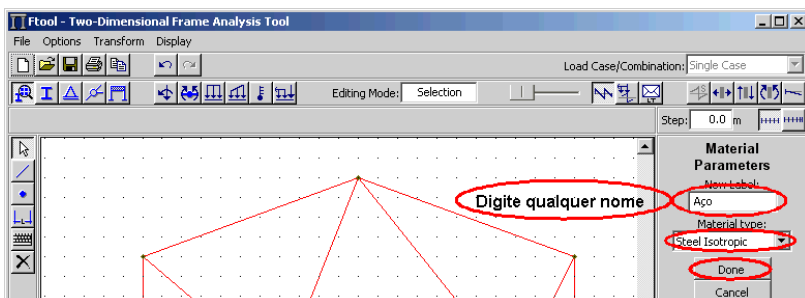 Ftool - Two-Dimensional Frame Analysis Tool
File Options Transform Display
Load Case/Combination: Single Case
Editing Mode: Selection
Step: 0.0 m
Material
Parameters
New Label:
Digite qualquer nome
Aço
Material type:
Steel Isotropic
Done
Cancel